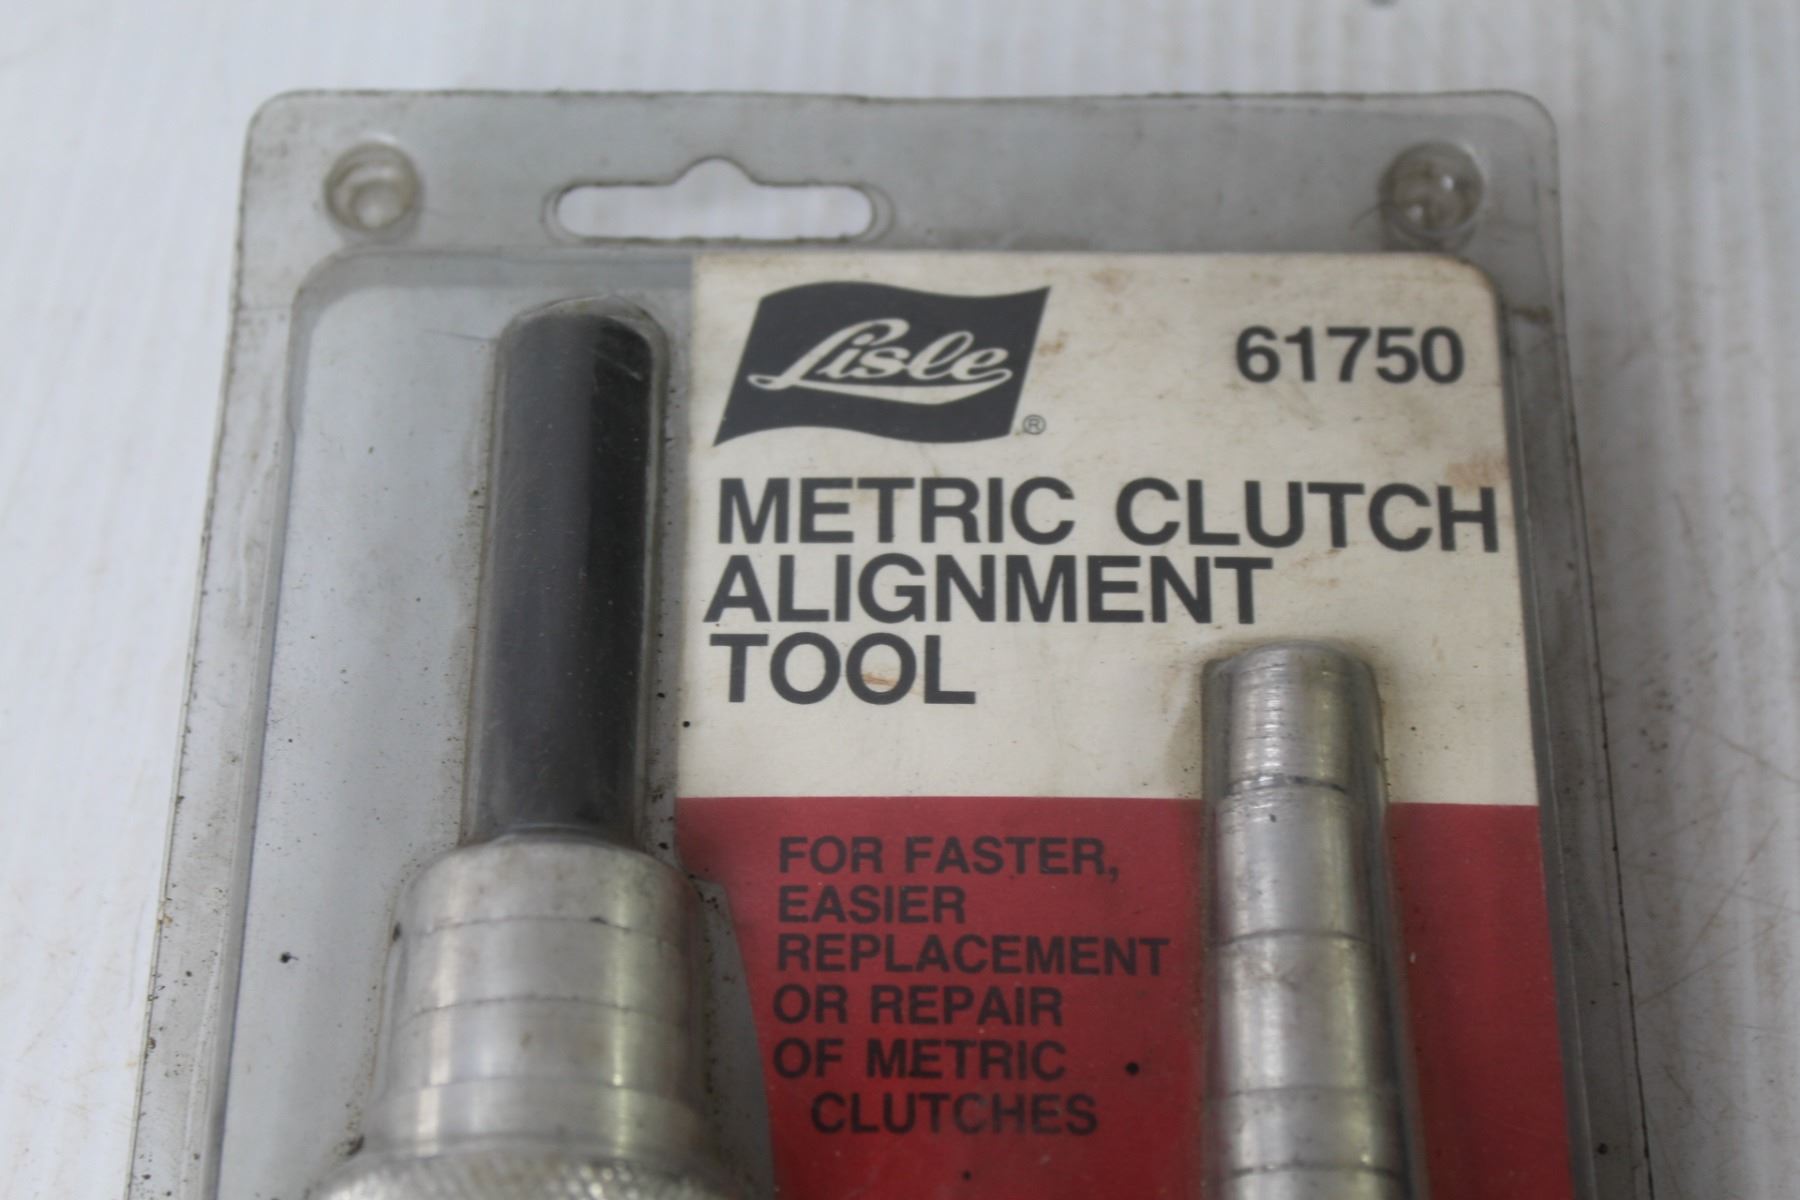 Lisle
®
61750
METRIC CLUTCH
ALIGNMENT
TOOL
FOR FASTER,
EASIER
REPLACEMENT
OR REPAIR
OF METRIC
CLUTCHES